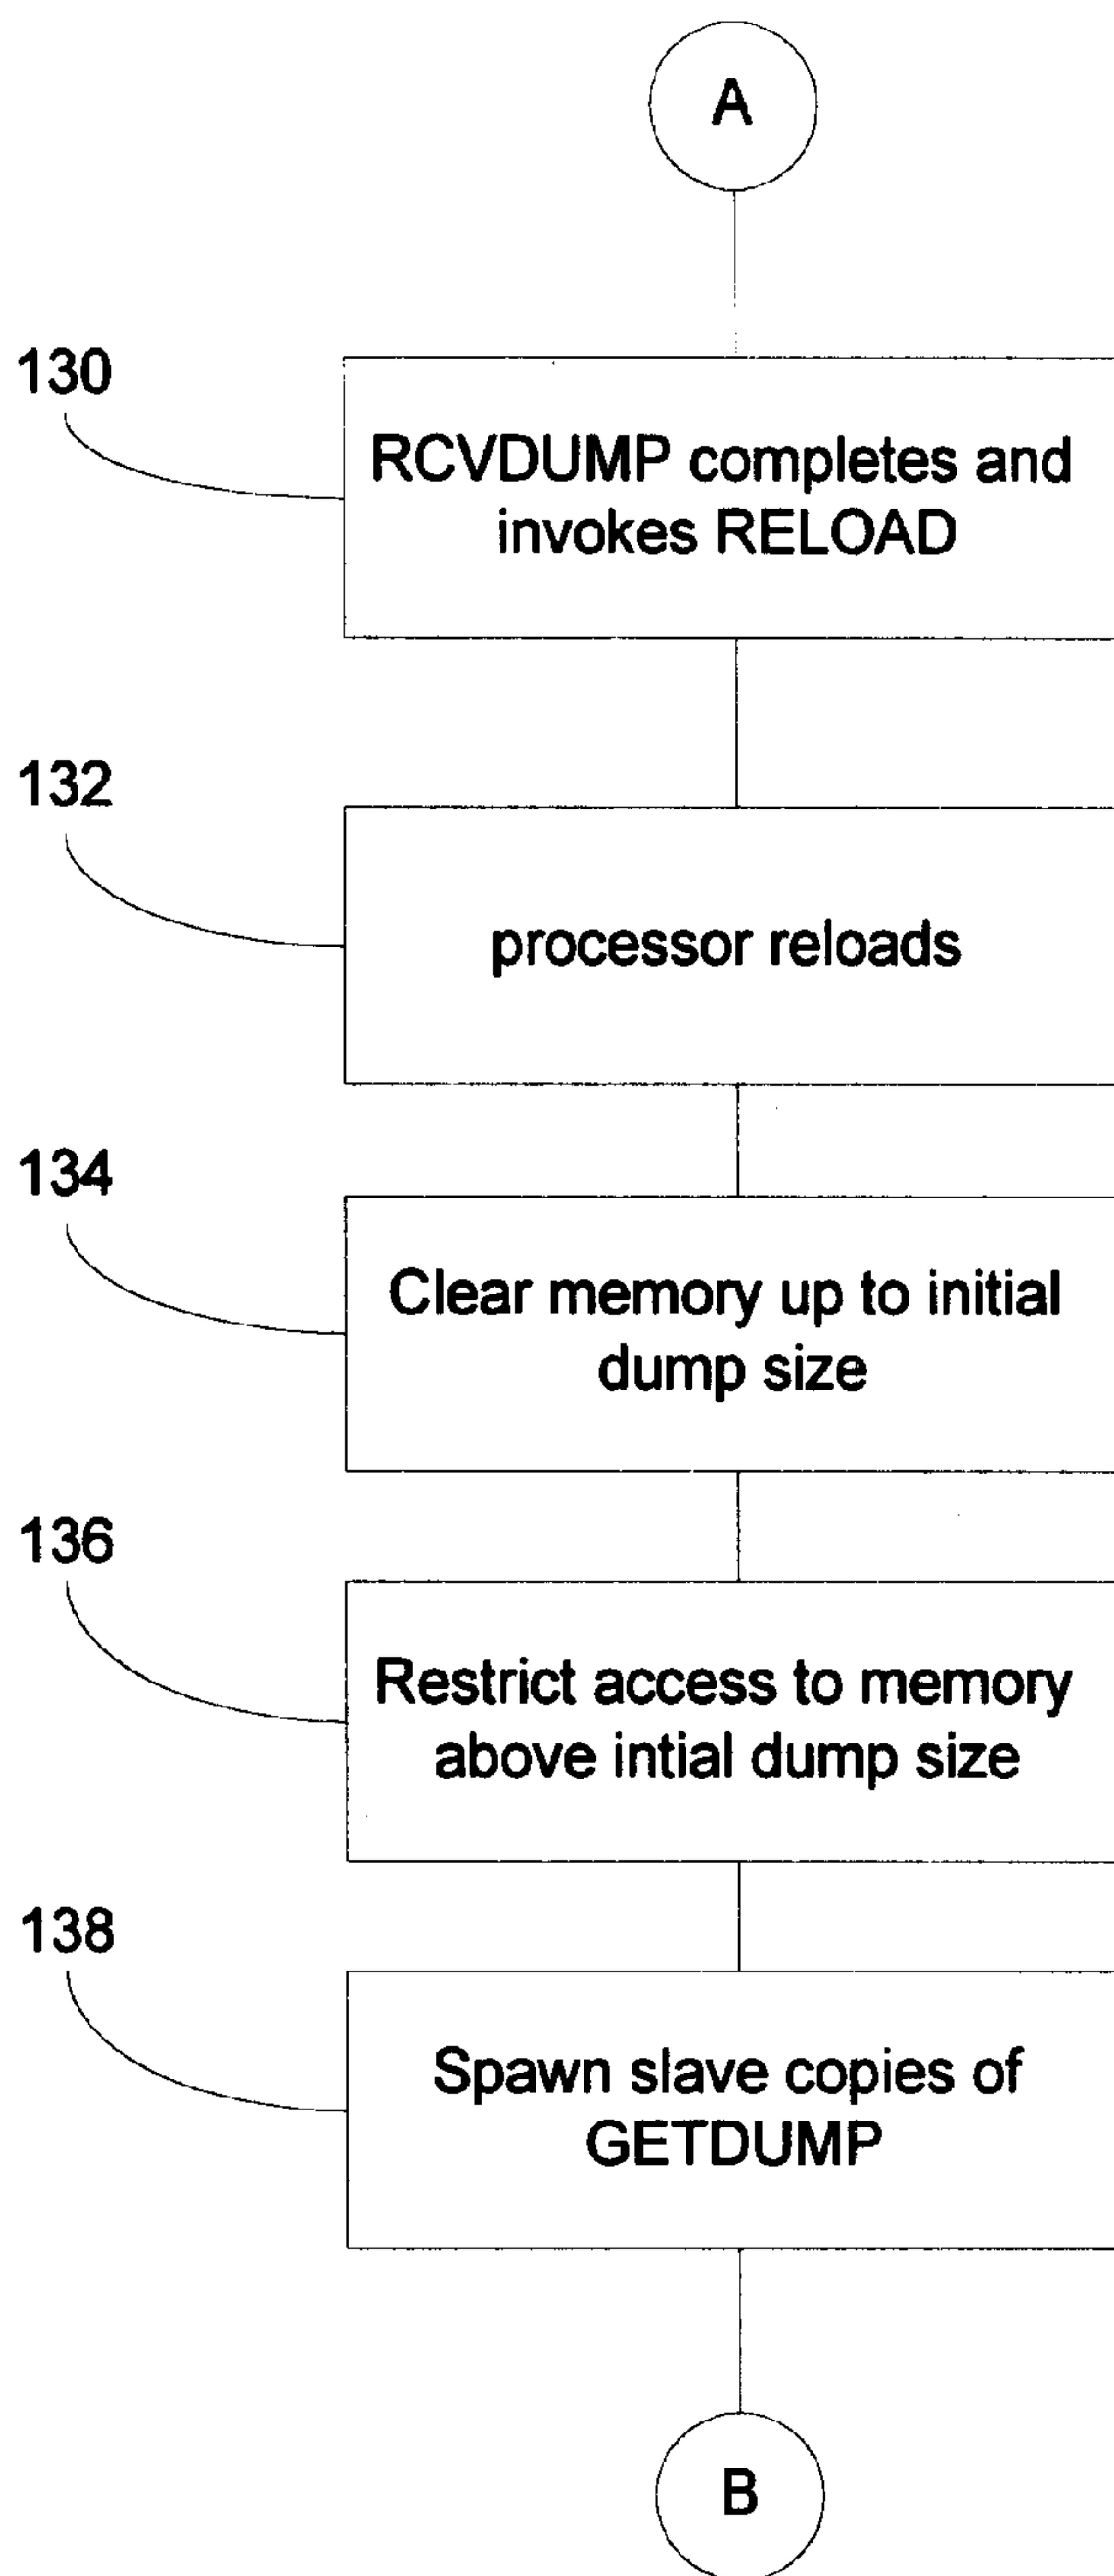 A
130
RCVDUMP completes and
invokes RELOAD
132
processor reloads
134
Clear memory up to initial
dump size
136
Restrict access to memory
above intial dump size
138
Spawn slave copies of
GETDUMP
B